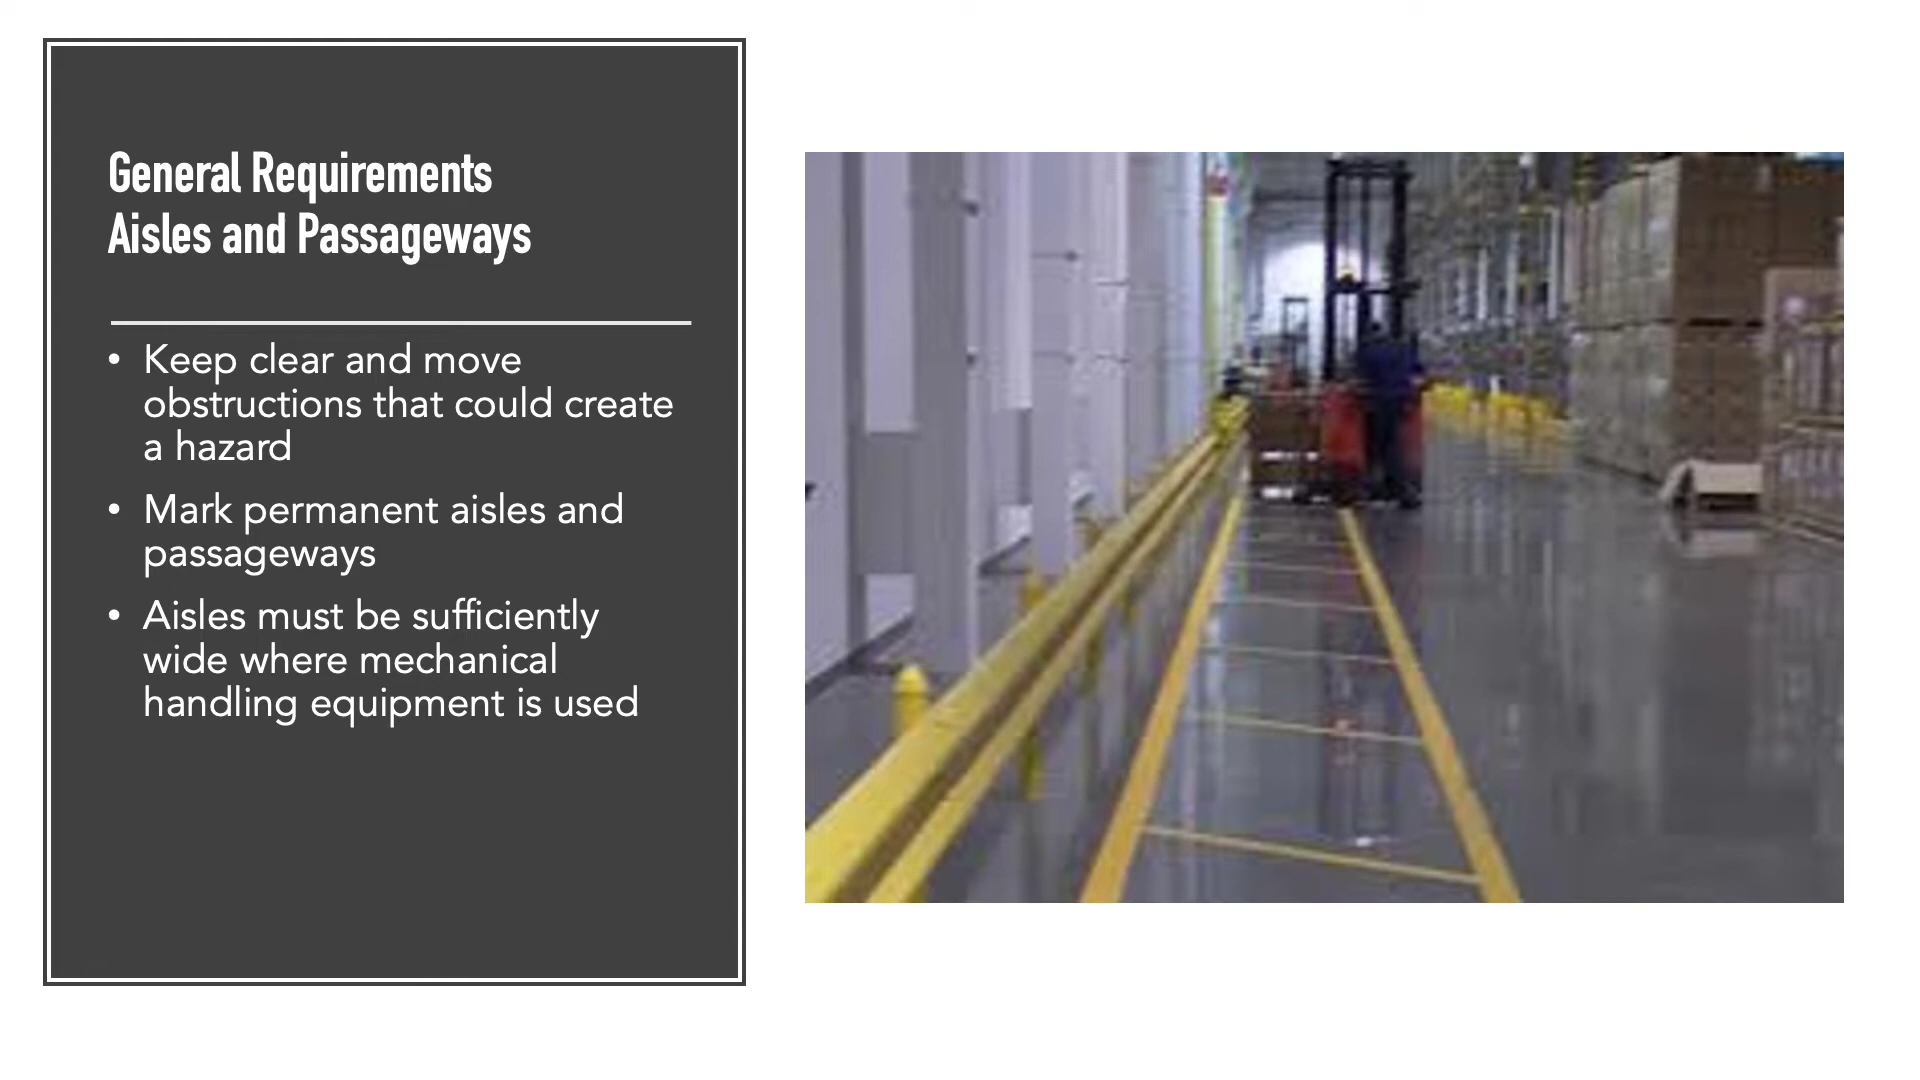 General Requirements
Aisles and Passageways
• Keep clear and move
obstructions that could create
a hazard
• Mark permanent aisles and
passageways
• Aisles must be sufficiently
wide where mechanical
handling equipment is used